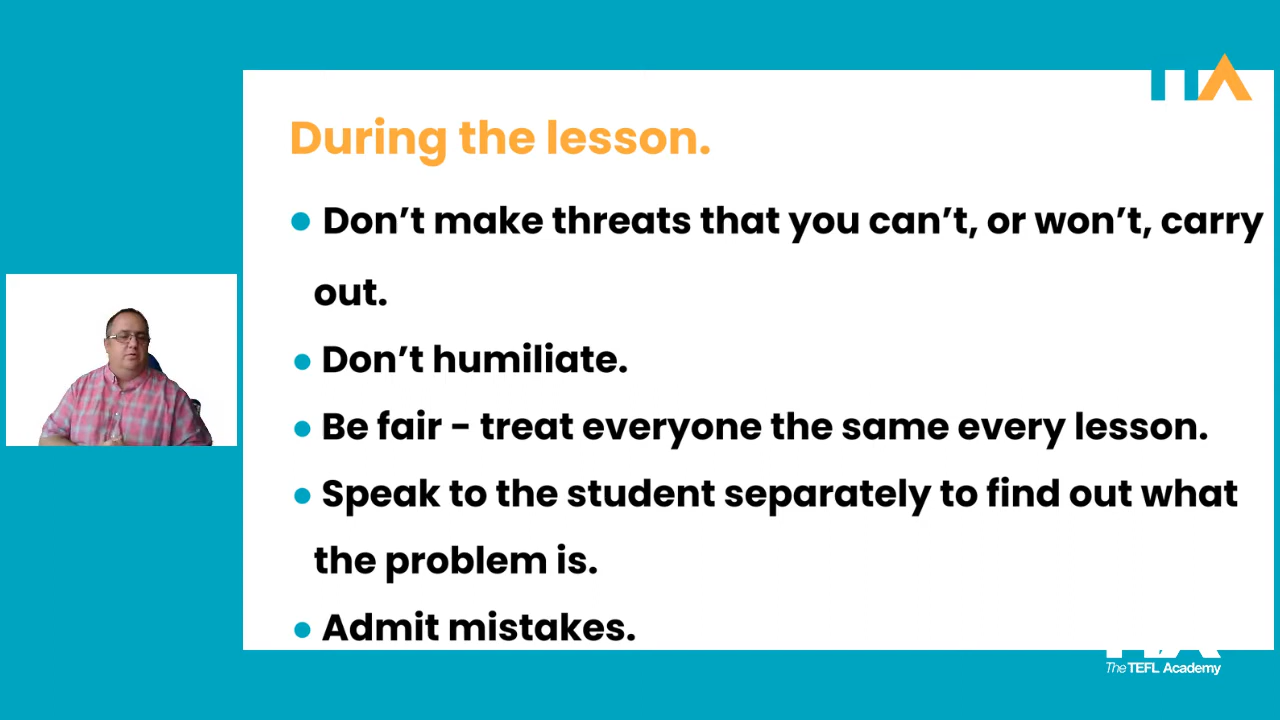 During the lesson.
• Don’t make threats that you can’t, or won’t, carry
out.
• Don’t humiliate.
• Be fair - treat everyone the same every lesson.
• Speak to the student separately to find out what
the problem is.
• Admit mistakes.
The TEFL Academy